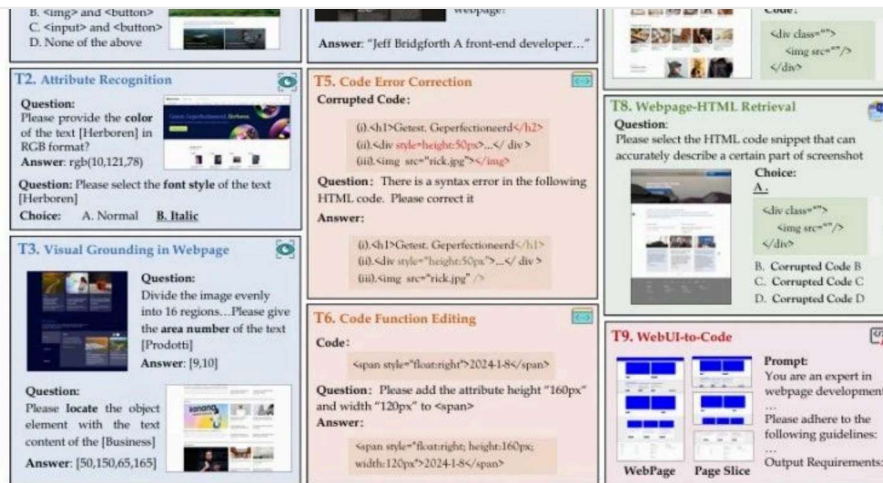 B. <img> and <button>
C. <input> and <button>
D. None of the above
T2. Attribute Recognition
Question:
Please provide the color
of the text [Herboren] in
RGB format?
Answer: rgb(10,121,78)
Question: Please select the font style of the text
[Herboren]
Choice: A. Normal B. Italic
T3. Visual Grounding in Webpage
Question:
Divide the image evenly
into 16 regions…Please give
the area number of the text
[Prodotti]
Answer: [9,10]
Question:
Please locate the object
element with the text
content of the [Business]
Answer: [50,150,65,165]
webpage?
Answer: "Jeff Bridgforth A front-end developer…"
T5. Code Error Correction
Corrupted Code:
(i).<h1>Getest. Geperfectioneerd</h2>
(ii).<div style=height:50px>...</ div >
(iii).<img src="rick.jpg"></img>
Question: There is a syntax error in the following
HTML code. Please correct it
Answer:
(i).<h1>Getest. Geperfectioneerd</h1>
(ii).<div style="height:50px">...</ div >
(iii).<img src="rick.jpg" />
T6. Code Function Editing
Code:
<span style="float:right">2024-1-8</span>
Question: Please add the attribute height "160px"
and width "120px" to <span>
Answer:
<span style="float:right; height:160px;
width:120px">2024-1-8</span>
Code:
<div class="">
<img src=""/>
</div>
T8. Webpage-HTML Retrieval
Question:
Please select the HTML code snippet that can
accurately describe a certain part of screenshot
Choice:
A.
<div class="">
<img src=""/>
</div>
B. Corrupted Code B
C. Corrupted Code C
D. Corrupted Code D
T9. WebUI-to-Code
Prompt:
You are an expert in
webpage development
…
Please adhere to the
following guidelines:
…
Output Requirements:
WebPage Page Slice